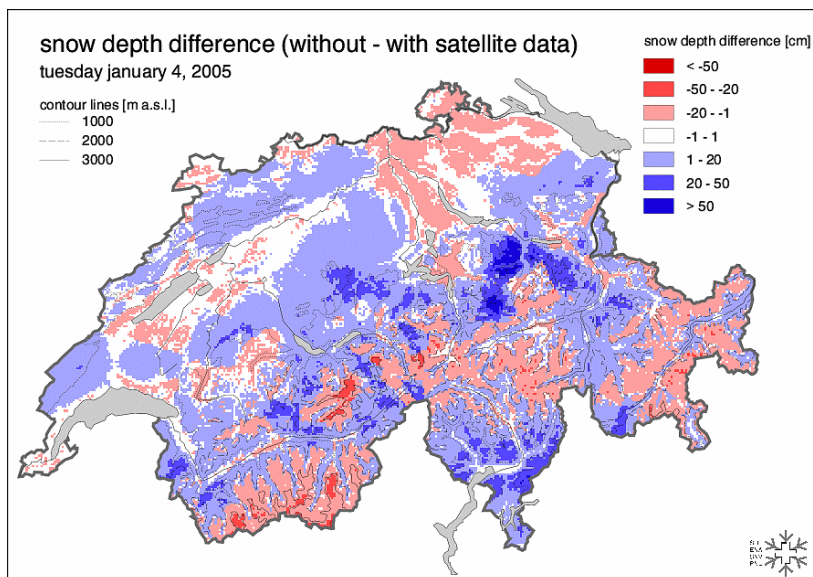 snow depth difference (without - with satellite data)
tuesday january 4, 2005
contour lines [m a.s.l.]
1000
2000
3000
snow depth difference [cm]
< -50
-50 - -20
-20 - -1
-1 - 1
1 - 20
20 - 50
> 50